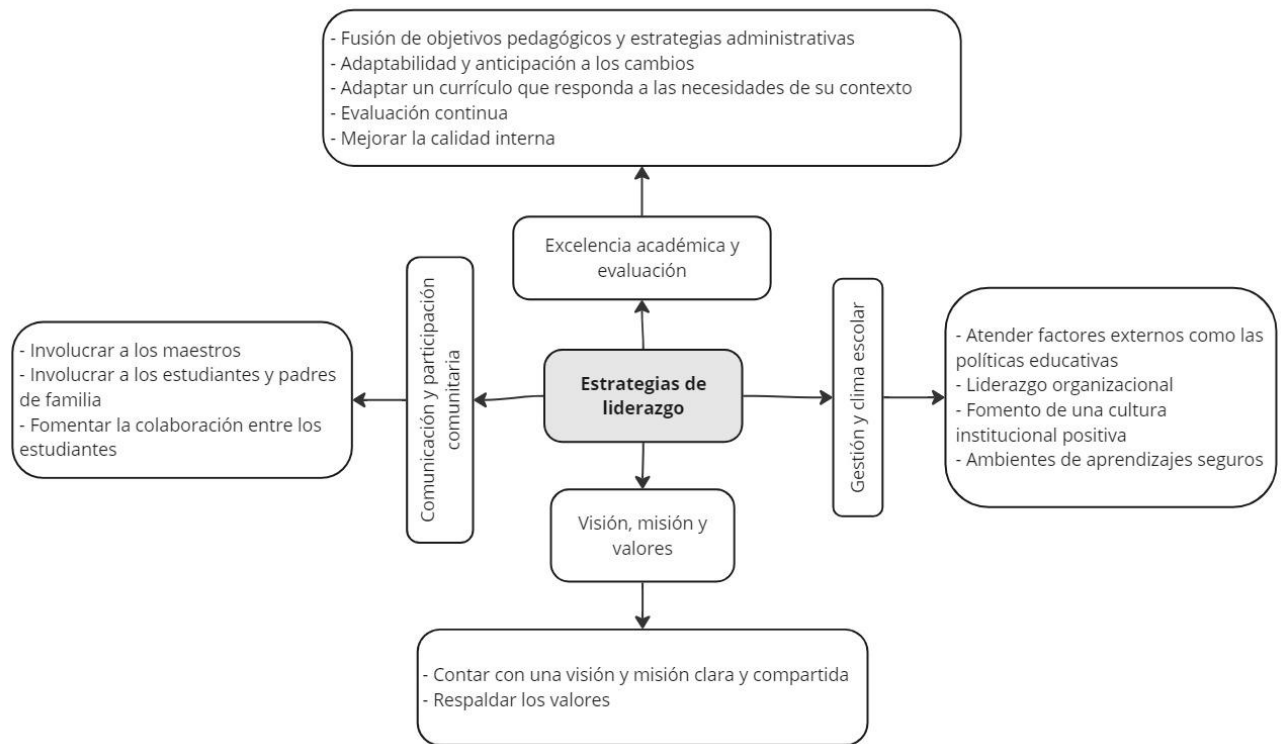 - Fusión de objetivos pedagógicos y estrategias administrativas
- Adaptabilidad y anticipación a los cambios
- Adaptar un currículo que responda a las necesidades de su contexto
- Evaluación continua
- Mejorar la calidad interna
Excelencia académica y
evaluación
- Involucrar a los maestros
- Involucrar a los estudiantes y padres
de familia
- Fomentar la colaboración entre los
estudiantes
Comunicación y participación
comunitaria
Estrategias de
liderazgo
Gestión y clima escolar
- Atender factores externos como las
políticas educativas
- Liderazgo organizacional
- Fomento de una cultura
institucional positiva
- Ambientes de aprendizajes seguros
Visión, misión y
valores
- Contar con una visión y misión clara y compartida
- Respaldar los valores